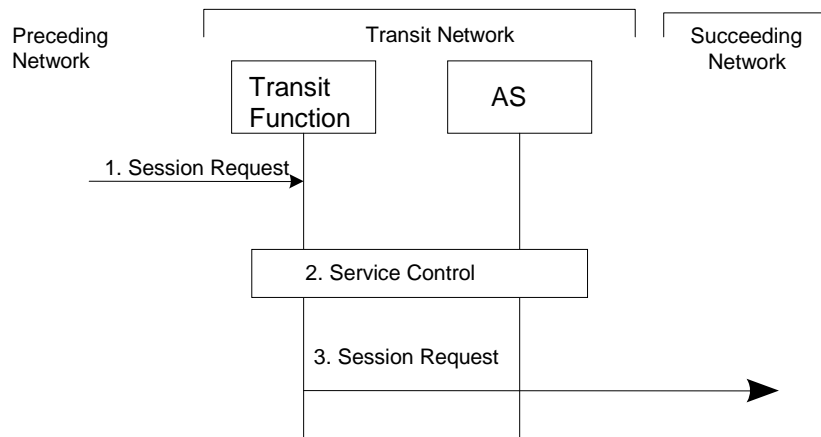 Preceding
Network
Transit Network
Succeeding
Network
Transit
Function
AS
1. Session Request
2. Service Control
3. Session Request